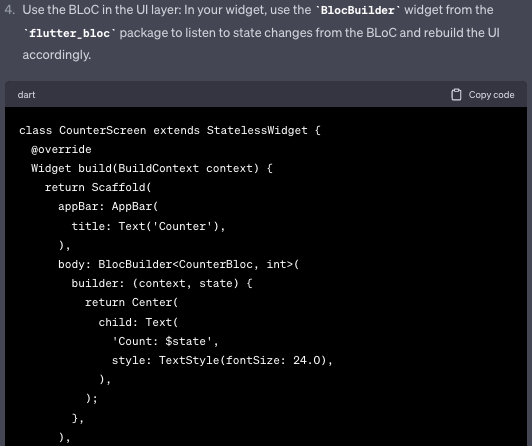 4. Use the BLoC in the UI layer: In your widget, use the `BlocBuilder` widget from the
`flutter_bloc` package to listen to state changes from the BLoC and rebuild the UI
accordingly.
dart
Copy code
class CounterScreen extends StatelessWidget {
  @override
  Widget build(BuildContext context) {
    return Scaffold(
      appBar: AppBar(
        title: Text('Counter'),
      ),
      body: BlocBuilder<CounterBloc, int>(
        builder: (context, state) {
          return Center(
            child: Text(
              'Count: $state',
              style: TextStyle(fontSize: 24.0),
            ),
          );
        },
      ),